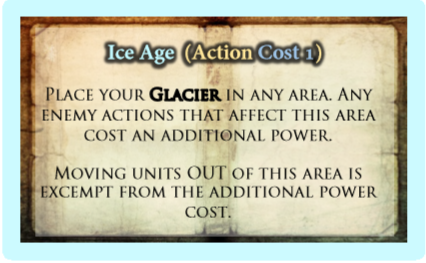 Ice Age (Action Cost 1)
Place your Glacier in any area. Any
enemy actions that affect this area
cost an additional power.
Moving units OUT of this area is
excempt from the additional power
cost.